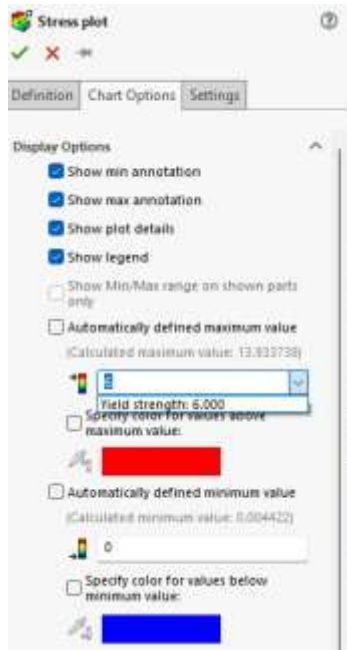 Stress plot
Definition Chart Options Settings
Display Options
Show min annotation
Show max annotation
Show plot details
Show legend
Show Min/Max range on shown parts
only
Automatically defined maximum value
(Calculated maximum value: 13.933738)
6
Yield strength: 6.000
Specify color for values above
maximum value:
Automatically defined minimum value
(Calculated minimum value: 0.004422)
0
Specify color for values below
minimum value: